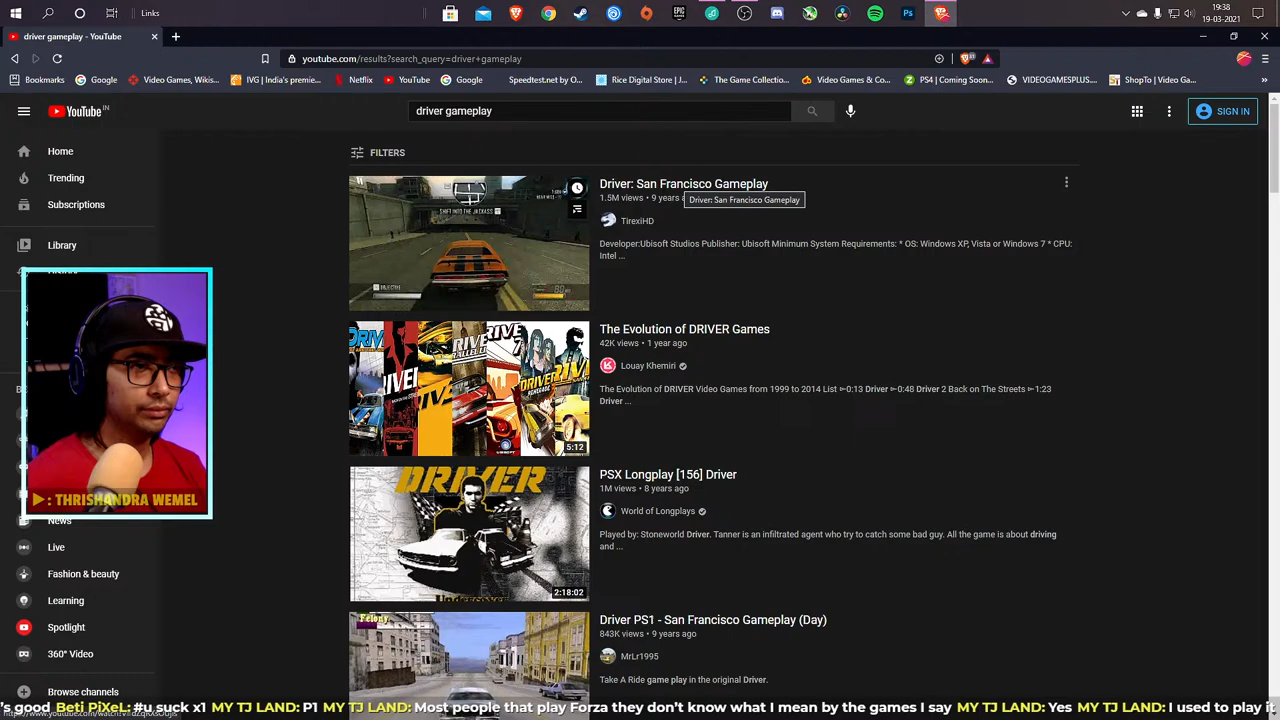 19:38
19-03-2021
driver gameplay - YouTube
youtube.com/results?search_query=driver+gameplay
Bookmarks
Google
Video Games, Wikis...
IVG | India's premie...
Netflix
YouTube
Google
Speedtest.net by O...
Rice Digital Store | J...
The Game Collectio...
Video Games & Co...
PS4 | Coming Soon...
VIDEOGAMESPLUS...
ShopTo | Video Ga...
YouTube IN
driver gameplay
SIGN IN
Home
Trending
Subscriptions
Library
FILTERS
SHIFT INTO THE JACKASS
Driver: San Francisco Gameplay
1.5M views • 9 years
Driver: San Francisco Gameplay
TirexiHD
Developer:Ubisoft Studios Publisher: Ubisoft Minimum System Requirements: * OS: Windows XP, Vista or Windows 7 * CPU:
Intel ...
5:12
The Evolution of DRIVER Games
42K views • 1 year ago
Louay Khemiri
The Evolution of DRIVER Video Games from 1999 to 2014 List ⊳0:13 Driver ⊳0:48 Driver 2 Back on The Streets ⊳1:23
Driver ...
DRIVER
2:18:02
PSX Longplay [156] Driver
1M views • 8 years ago
World of Longplays
Played By: Stoneworld Driver. Tanner is an infiltrate agent who try to catch some bad guy. All the game is about driving
and ...
Felony
Driver PS1 - San Francisco Gameplay (Day)
843K views • 9 years ago
MrLr1995
Take A Ride game play in the original Driver.
▶: THRISHANDRA WEMEL
News
Live
Fashion &
Learning
Spotlight
360° Video
Browse channels
's good Beti PiXeL: #u suck x1 MY TJ LAND: P1 MY TJ LAND: Most people that play Forza they don't know what I mean by the games I say MY TJ LAND: Yes MY TJ LAND: I used to play it